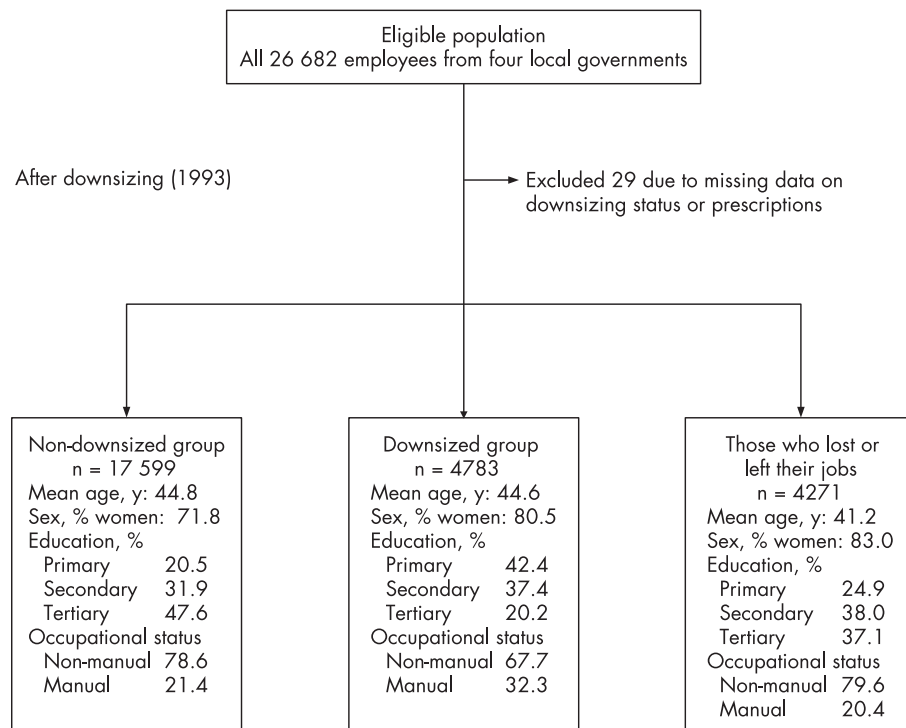 Eligible population
All 26 682 employees from four local governments
After downsizing (1993)
Excluded 29 due to missing data on
downsizing status or prescriptions
Non-downsized group
n = 17 599
Mean age, y: 44.8
Sex, % women: 71.8
Education, %
Primary 20.5
Secondary 31.9
Tertiary 47.6
Occupational status
Non-manual 78.6
Manual 21.4
Downsized group
n = 4783
Mean age, y: 44.6
Sex, % women: 80.5
Education, %
Primary 42.4
Secondary 37.4
Tertiary 20.2
Occupational status
Non-manual 67.7
Manual 32.3
Those who lost or
left their jobs
n = 4271
Mean age, y: 41.2
Sex, % women: 83.0
Education, %
Primary 24.9
Secondary 38.0
Tertiary 37.1
Occupational status
Non-manual 79.6
Manual 20.4